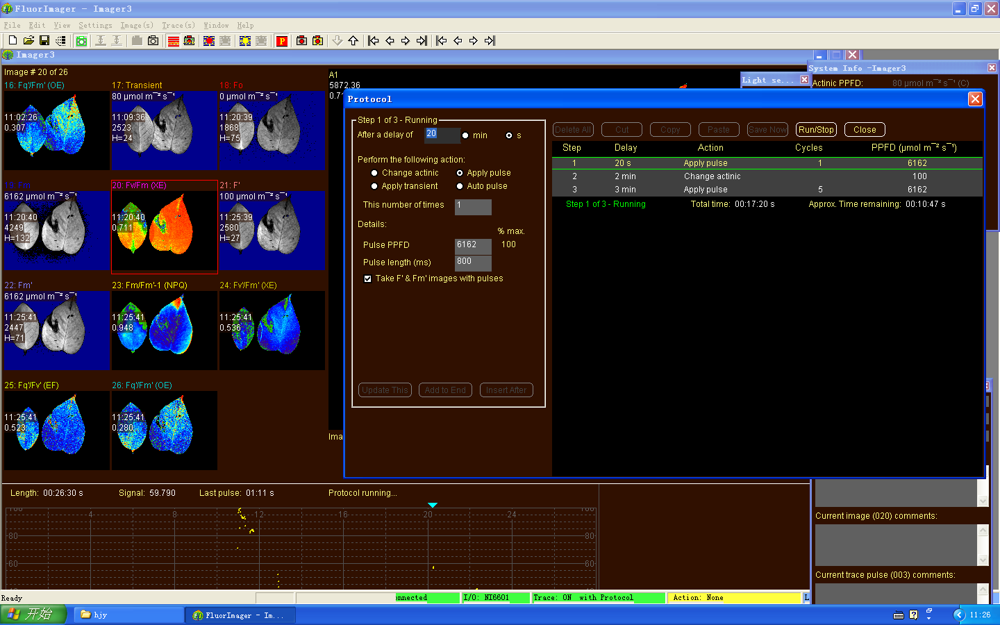 FluorImager - Imager3
File Edit View Settings Image(s) Trace(s) Window Help
Imager3
Image # 20 of 26
16: Fq'/Fm' (OE)
11:02:26
0.307
17: Transient
80 µmol m¯² s¯¹
11:09:36
2523
H=24
18: Fo
0 µmol m¯² s¯¹
11:20:39
1868
H=75
9: Fm
6162 µmol m¯² s¯¹
11:20:40
4249
H=132
20: Fv/Fm (XE)
11:20:40
0.711
21: F'
100 µmol m¯² s¯¹
11:25:39
2580
H=27
22: Fm'
6162 µmol m¯² s¯¹
11:25:41
2447
H=71
23: Fm/Fm'-1 (NPQ)
11:25:41
0.948
24: Fv'/Fm' (XE)
11:25:41
0.536
25: Fq'/Fv' (EF)
11:25:41
0.523
26: Fq'/Fm' (OE)
11:25:41
0.280
A1
5872.36
0.7
Ima
Light se...
System Info -Imager3
Actinic PPFD: 80 µmol m¯² s¯¹ (C)
Protocol
Step 1 of 3 - Running
After a delay of 20 min s
Perform the following action:
Change actinic Apply pulse
Apply transient Auto pulse
This number of times 1
Details:
% max.
Pulse PPFD 6162 100
Pulse length (ms) 800
Take F' & Fm' images with pulses
Update This Add to End Insert After
Delete All Cut Copy Paste Save Now Run/Stop Close
Step Delay Action Cycles PPFD (µmol m¯² s¯¹)
1 20 s Apply pulse 1 6162
2 2 min Change actinic 100
3 3 min Apply pulse 5 6162
Step 1 of 3 - Running Total time: 00:17:20 s Approx. Time remaining: 00:10:47 s
Length: 00:26:30 s Signal: 59.790 Last pulse: 01:11 s Protocol running...
100 4 8 12 16 20 24 100
80 80
60 60
Current image (020) comments:
Current trace pulse (003) comments:
Ready
nnected I/O: NI6601 Trace: ON with Protocol Action: None L
开始 hjy FluorImager - Im... 11:26